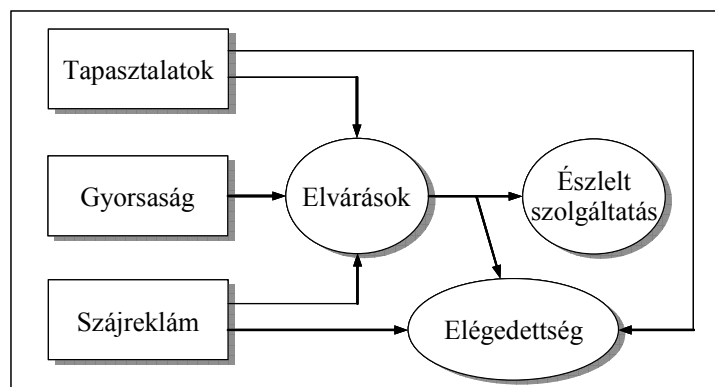 Tapasztalatok
Gyorsaság
Elvárások
Észlelt
szolgáltatás
Szájreklám
Elégedettség